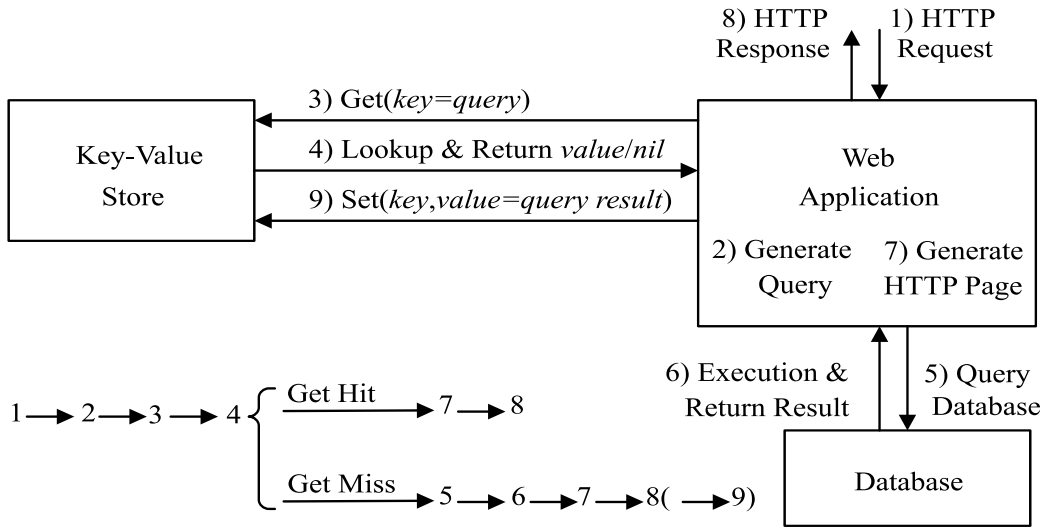 8) HTTP
Response
1) HTTP
Request
3) Get(key=query)
Key-Value
Store
4) Lookup & Return value/nil
9) Set(key,value=query result)
Web
Application
2) Generate
Query
7) Generate
HTTP Page
6) Execution &
Return Result
5) Query
Database
Database
1 2 3 4
Get Hit
7 8
Get Miss
5 6 7 8( 9)